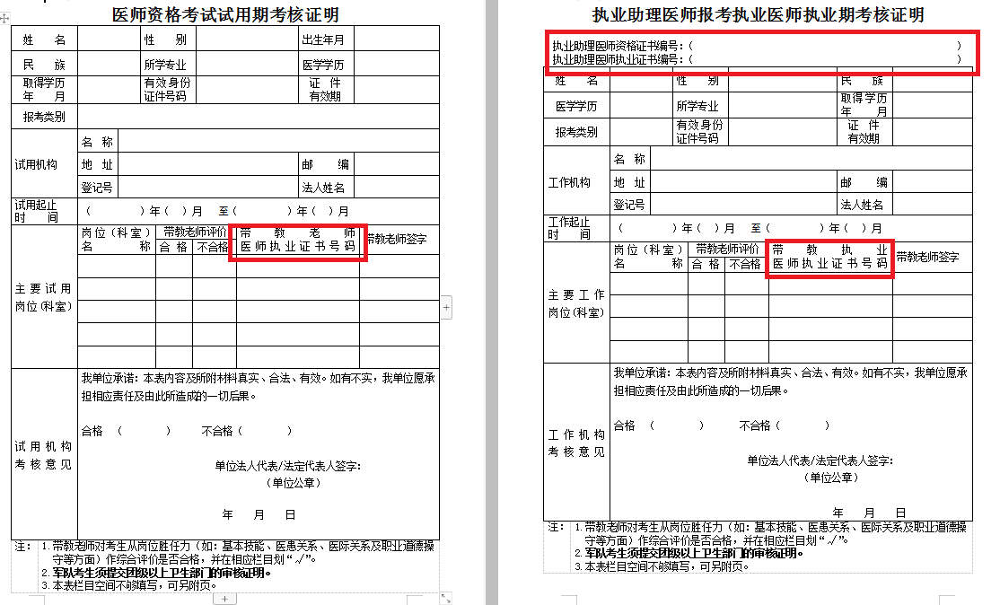 医师资格考试试用期考核证明
姓 名
性 别
出生年月
民 族
所学专业
医学学历
取得学历
年 月
有效身份
证件号码
证 件
有效期
报考类别
试用机构
名 称
地 址
邮 编
登记号
法人姓名
试用起止
时 间
( )年( )月 至( )年( )月
主要试用
岗位(科室)
岗位(科室)
名 称
带教老师评价
合格 不合格
带教老师
医师执业证书号码
带教老师签字
试用机构
考核意见
我单位承诺:本表内容及所附材料真实、合法、有效。如有不实,我单位愿承
担相应责任及由此所造成的一切后果。
合格 ( ) 不合格( )
单位法人代表/法定代表人签字:
(单位公章)
年 月 日
注: 1.带教老师对考生从岗位胜任力(如:基本技能、医患关系、医际关系及职业道德操
守等方面)作综合评价是否合格,并在相应栏目划“√”。
2.军队考生须提交团级以上卫生部门的审核证明。
3.本表栏目空间不够填写,可另附页。
执业助理医师报考执业医师执业期考核证明
执业助理医师资格证书编号:( )
执业助理医师执业证书编号:( )
姓 名
性 别
民 族
医学学历
所学专业
取得学历
年 月
报考类别
有效身份
证件号码
证 件
有效期
工作机构
名 称
地 址
邮 编
登记号
法人姓名
工作起止
时 间
( )年( )月 至( )年( )月
主要工作
岗位(科室)
岗位(科室)
名 称
带教老师评价
合格 不合格
带教执业
医师执业证书号码
带教老师签字
工作机构
考核意见
我单位承诺:本表内容及所附材料真实、合法、有效。如有不实,我单位愿承
担相应责任及由此所造成的一切后果。
合格 ( ) 不合格( )
单位法人代表/法定代表人签字:
(单位公章)
年 月 日
注: 1.带教老师对考生从岗位胜任力(如:基本技能、医患关系、医际关系及职业道德操
守等方面)作综合评价是否合格,并在相应栏目划“√”。
2.军队考生须提交团级以上卫生部门的审核证明。
3.本表栏目空间不够填写,可另附页。